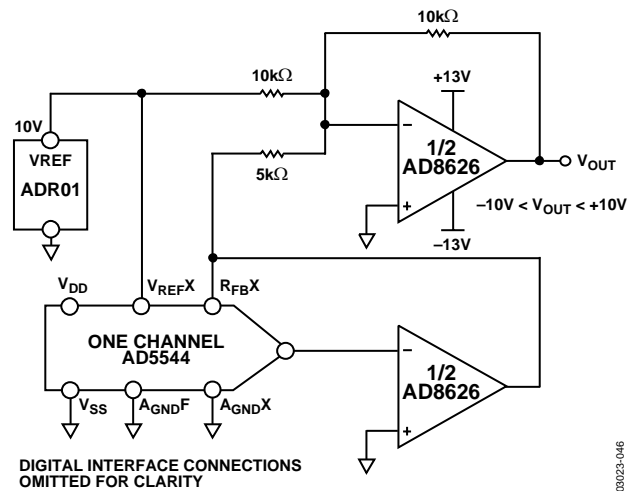 10kΩ
10kΩ
+13V
10V
VREF
ADR01
5kΩ
1/2
AD8626
VOUT
–10V < VOUT < +10V
–13V
VDD
VREFX
RFBX
ONE CHANNEL
AD5544
1/2
AD8626
VSS
AGNDF
AGNDX
DIGITAL INTERFACE CONNECTIONS
OMITTED FOR CLARITY
03023-046